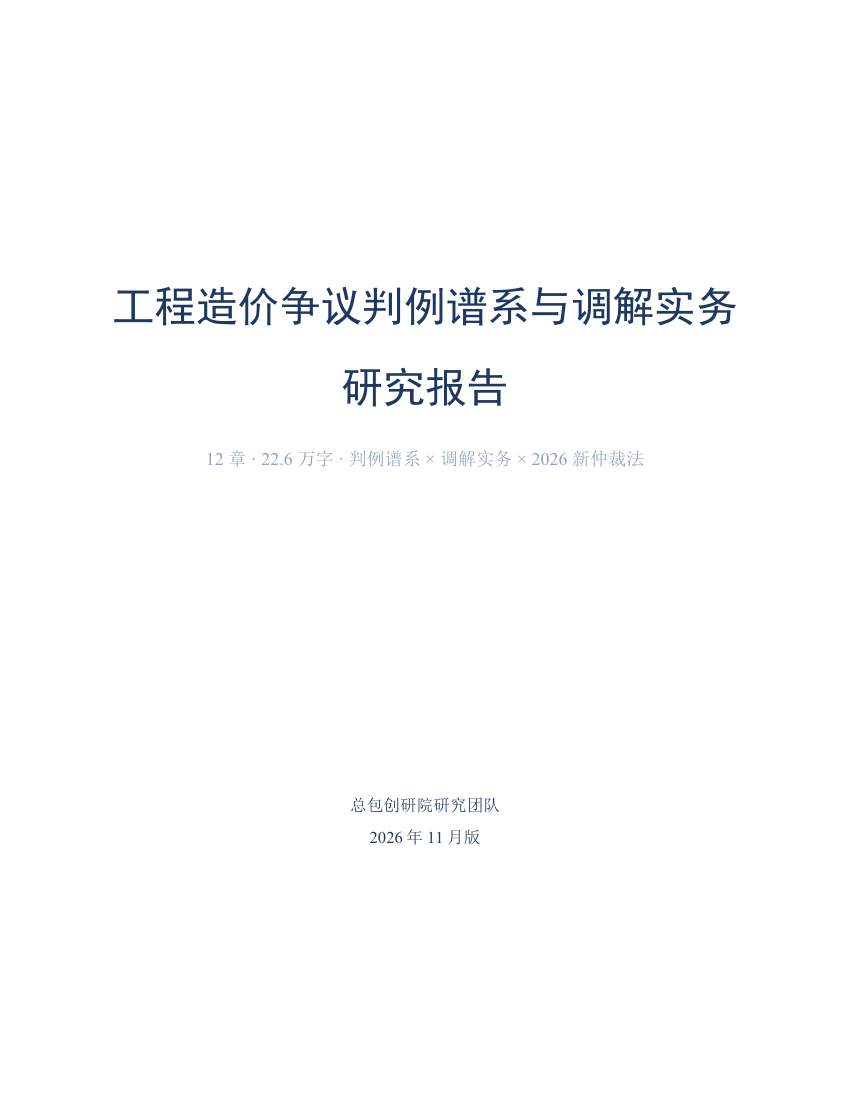 工程造价争议判例谱系与调解实务
研究报告
12 章 · 22.6 万字 · 判例谱系 × 调解实务 × 2026 新仲裁法
总包创研院研究团队
2026 年 11 月版